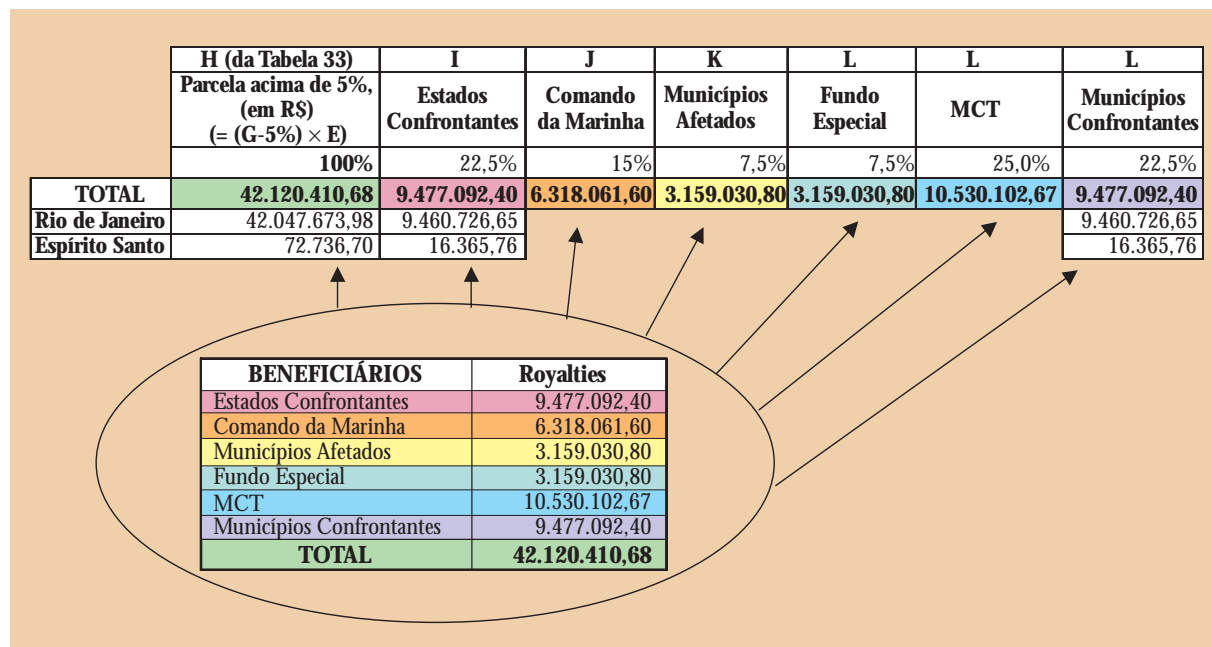 H (da Tabela 33) I J K L L L
Parcela acima de 5%, (em R$) (= (G-5%) × E) Estados Confrontantes Comando da Marinha Municípios Afetados Fundo Especial MCT Municípios Confrontantes
100% 22,5% 15% 7,5% 7,5% 25,0% 22,5%
TOTAL 42.120.410,68 9.477.092,40 6.318.061,60 3.159.030,80 3.159.030,80 10.530.102,67 9.477.092,40
Rio de Janeiro 42.047.673,98 9.460.726,65 9.460.726,65
Espírito Santo 72.736,70 16.365,76 16.365,76
BENEFICIÁRIOS Royalties
Estados Confrontantes 9.477.092,40
Comando da Marinha 6.318.061,60
Municípios Afetados 3.159.030,80
Fundo Especial 3.159.030,80
MCT 10.530.102,67
Municípios Confrontantes 9.477.092,40
TOTAL 42.120.410,68